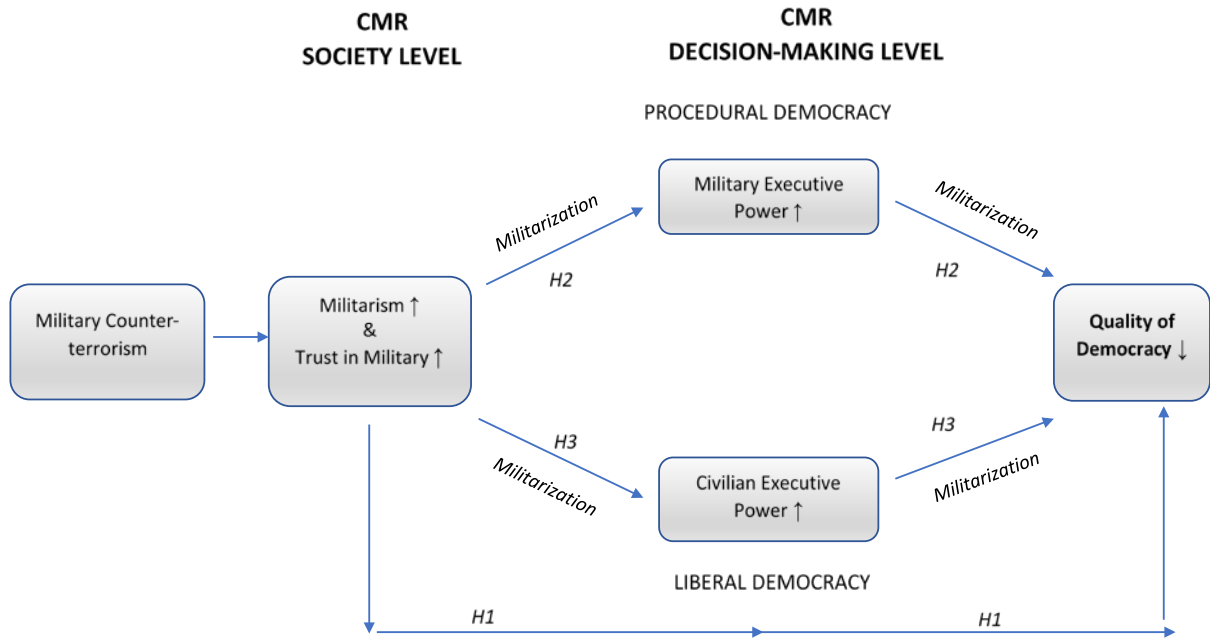 CMR
SOCIETY LEVEL
CMR
DECISION-MAKING LEVEL
PROCEDURAL DEMOCRACY
Military Executive
Power ↑
Militarization
Militarization
H2
H2
Military Counter-
terrorism
Militarism ↑
&
Trust in Military ↑
Quality of
Democracy ↓
H3
H3
Militarization
Militarization
Civilian Executive
Power ↑
LIBERAL DEMOCRACY
H1
H1